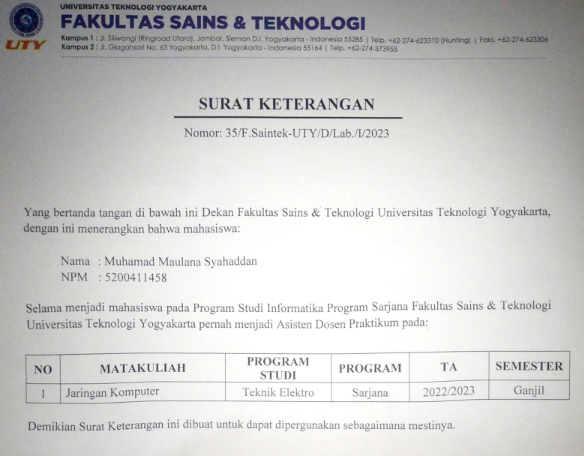 UNIVERSITAS TEKNOLOGI YOGYAKARTA
FAKULTAS SAINS & TEKNOLOGI
UTY
Kampus 1 : Jl. Siliwangi (Ringroad Utara), Jombor, Sleman D.I. Yogyakarta - Indonesia 55285 | Telp. +62-274-623310 (Hunting) | Faks. +62-274-623306
Kampus 2 : Jl. Glagahsari No. 63 Yogyakarta, D.I. Yogyakarta - Indonesia 55164 | Telp. +62-274-373955
SURAT KETERANGAN
Nomor: 35/F.Saintek-UTY/D/Lab./I/2023
Yang bertanda tangan di bawah ini Dekan Fakultas Sains & Teknologi Universitas Teknologi Yogyakarta,
dengan ini menerangkan bahwa mahasiswa:
Nama : Muhamad Maulana Syahaddan
NPM : 5200411458
Selama menjadi mahasiswa pada Program Studi Informatika Program Sarjana Fakultas Sains & Teknologi
Universitas Teknologi Yogyakarta pernah menjadi Asisten Dosen Praktikum pada:
NO MATAKULIAH PROGRAM STUDI PROGRAM TA SEMESTER
1 Jaringan Komputer Teknik Elektro Sarjana 2022/2023 Ganjil
Demikian Surat Keterangan ini dibuat untuk dapat dipergunakan sebagaimana mestinya.